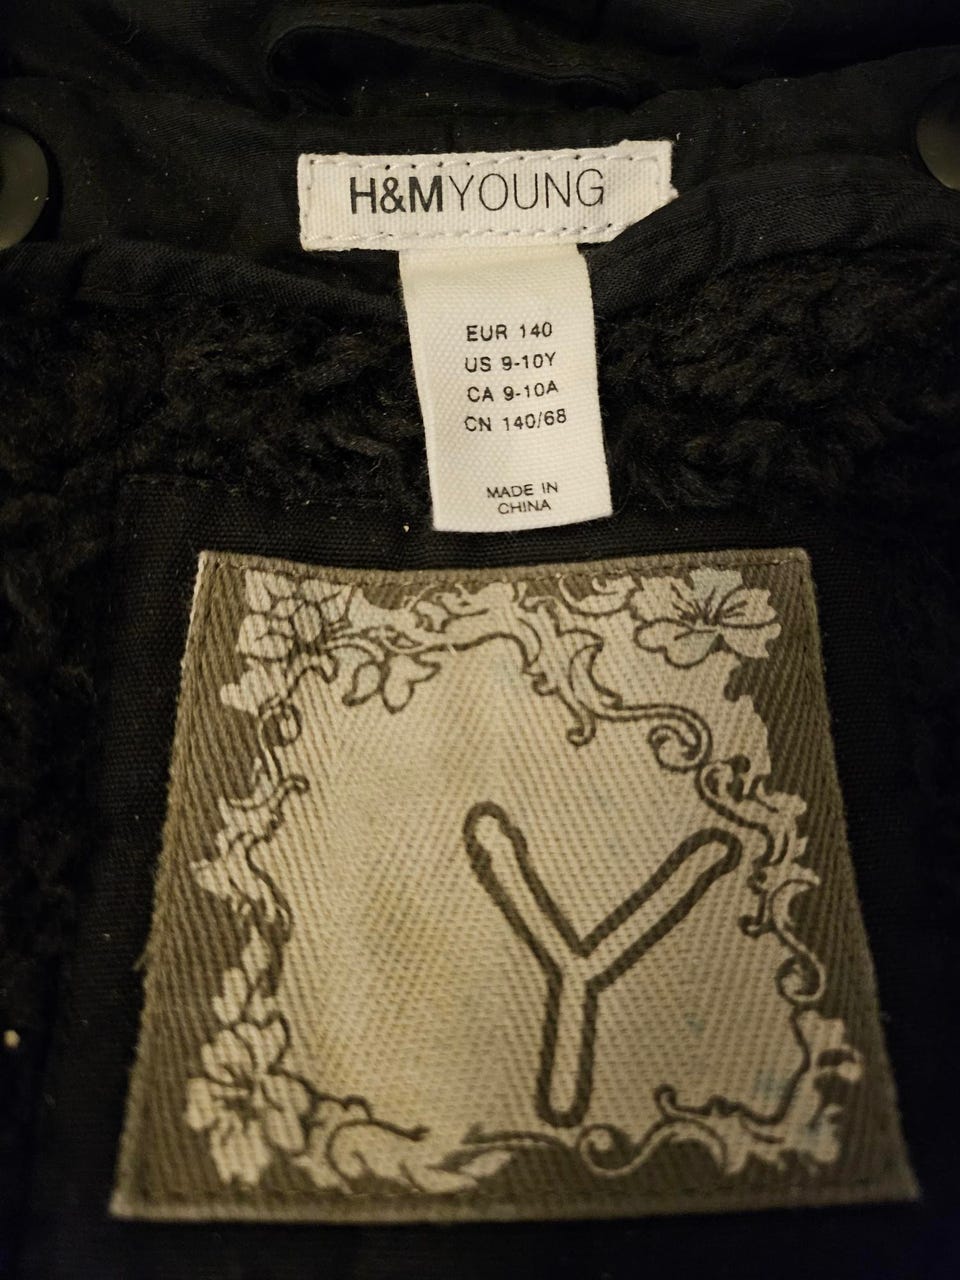 H&MYOUNG
EUR 140
US 9-10Y
CA 9-10A
CN 140/68
MADE IN
CHINA
Y